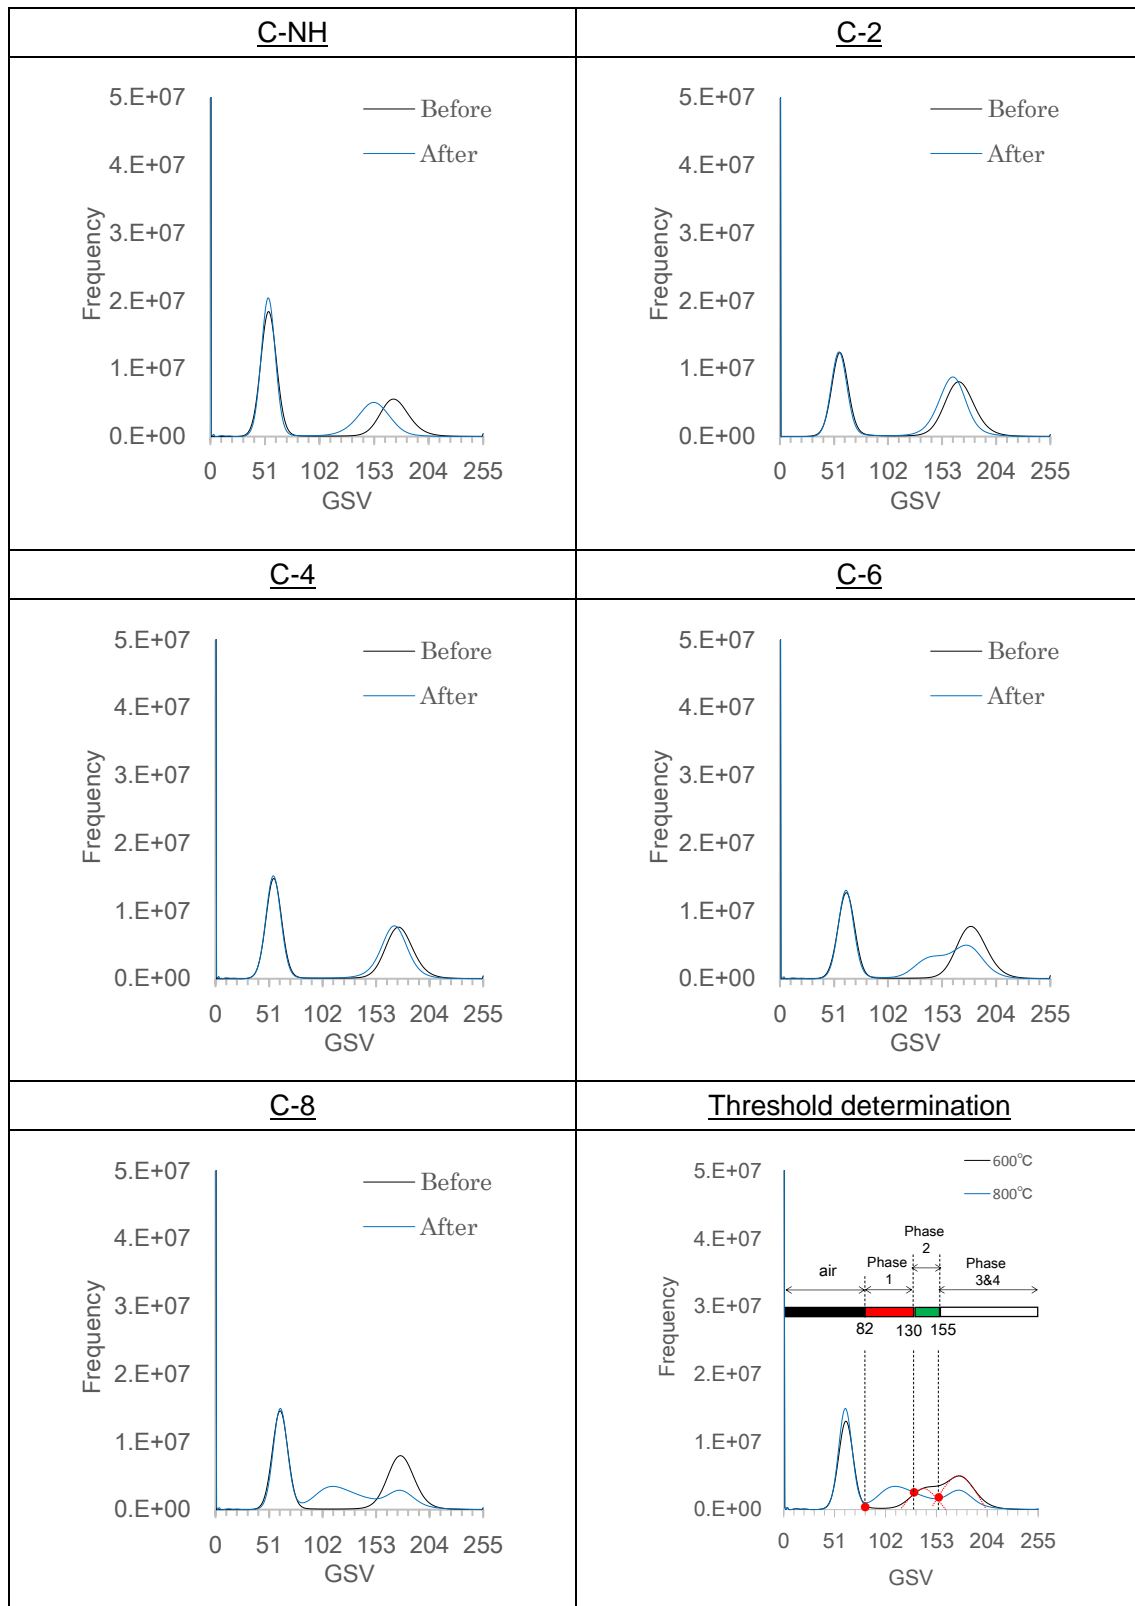 C-NH
C-2
5.E+07
4.E+07
3.E+07
2.E+07
1.E+07
0.E+00
Frequency
Before
After
0 51 102 153 204 255
GSV
5.E+07
4.E+07
3.E+07
2.E+07
1.E+07
0.E+00
Frequency
Before
After
0 51 102 153 204 255
GSV
C-4
C-6
5.E+07
4.E+07
3.E+07
2.E+07
1.E+07
0.E+00
Frequency
Before
After
0 51 102 153 204 255
GSV
5.E+07
4.E+07
3.E+07
2.E+07
1.E+07
0.E+00
Frequency
Before
After
0 51 102 153 204 255
GSV
C-8
Threshold determination
5.E+07
4.E+07
3.E+07
2.E+07
1.E+07
0.E+00
Frequency
Before
After
0 51 102 153 204 255
GSV
5.E+07
4.E+07
3.E+07
2.E+07
1.E+07
0.E+00
Frequency
600℃
800℃
air
Phase
1
Phase
2
Phase
3&4
82 130 155
0 51 102 153 204 255
GSV